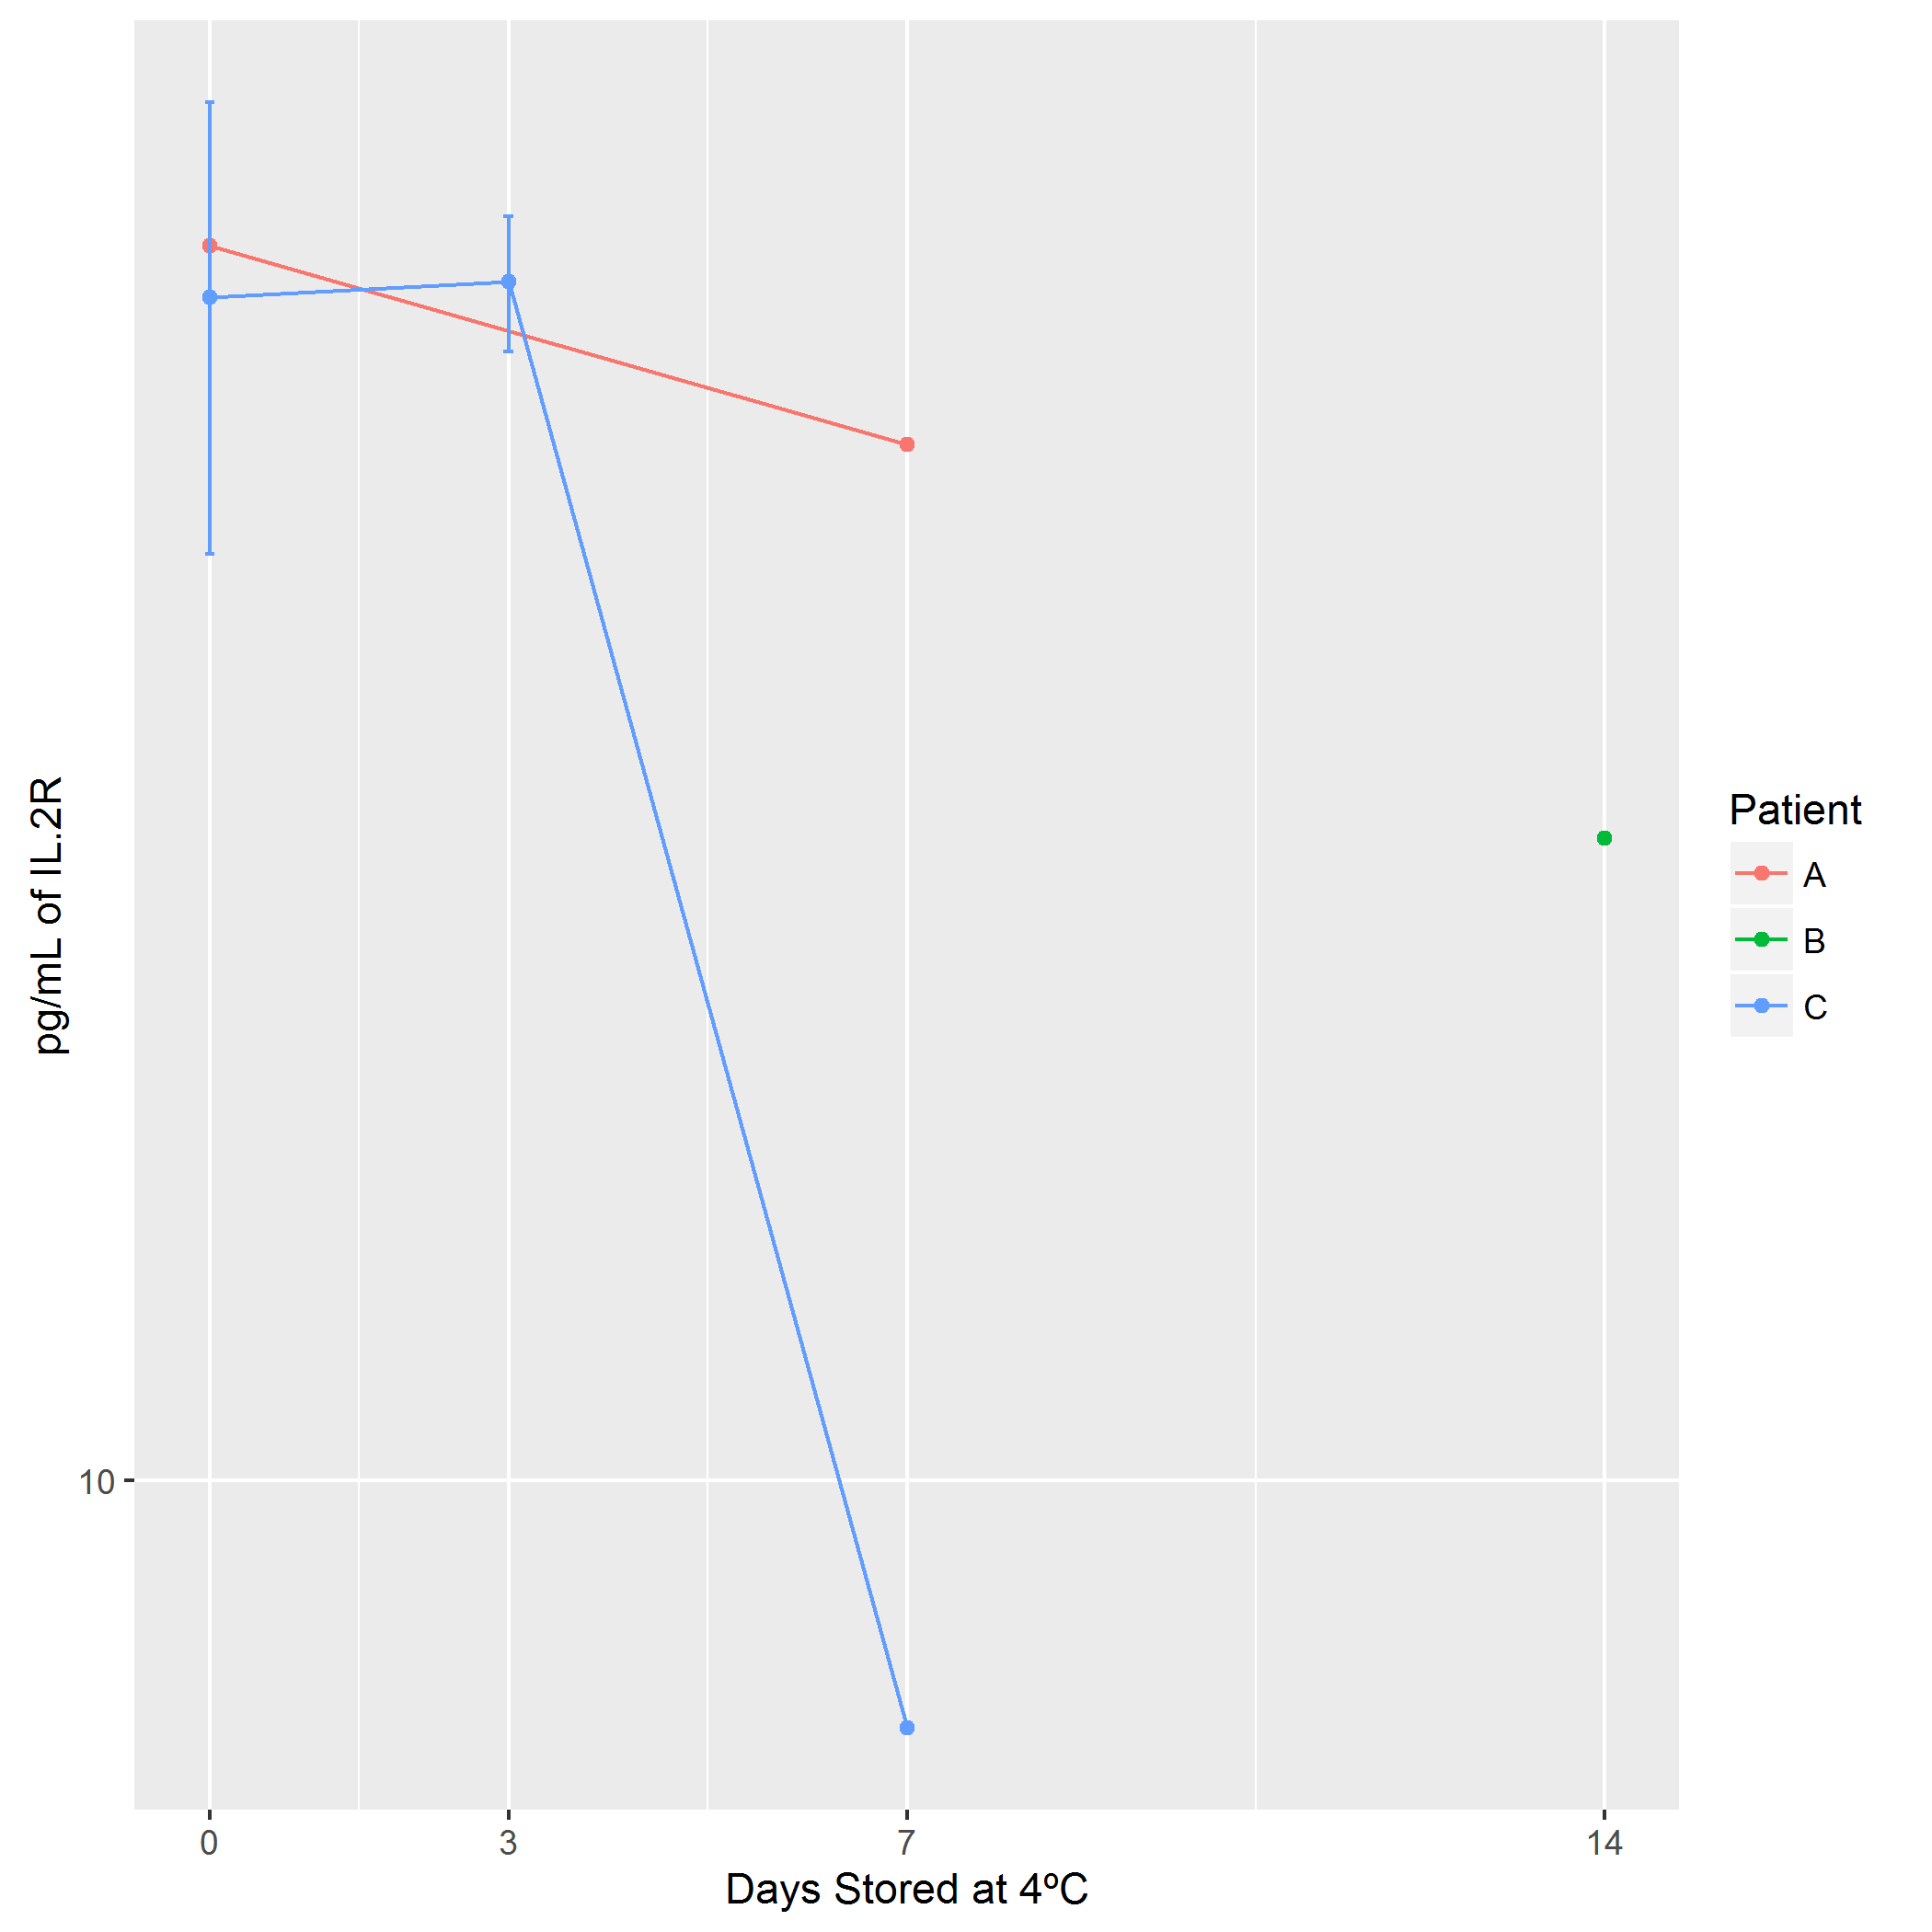 pg/mL of IL.2R
10
0 3 7 14
Days Stored at 4ºC
Patient
A
B
C